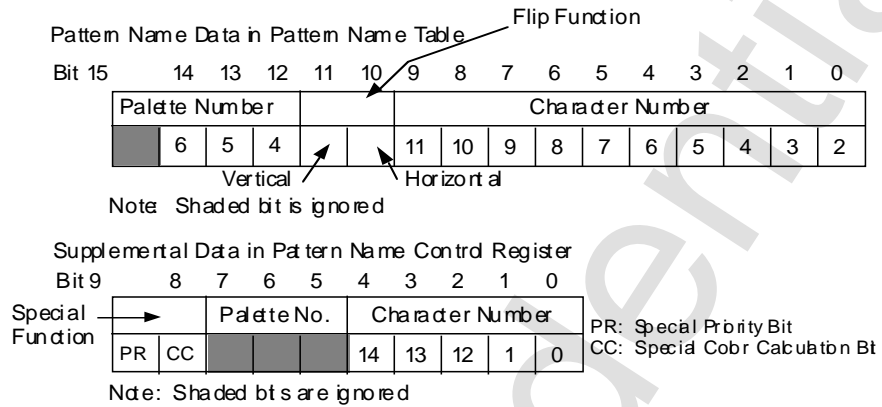 Flip Function
Pattern Name Data in Pattern Name Table
Bit 15 14 13 12 11 10 9 8 7 6 5 4 3 2 1 0
Palette Number Character Number
6 5 4 11 10 9 8 7 6 5 4 3 2
Vertical Horizontal
Note: Shaded bit is ignored
Supplemental Data in Pattern Name Control Register
Bit 9 8 7 6 5 4 3 2 1 0
Special Function
Palette No. Character Number
PR CC 14 13 12 1 0
PR: Special Priority Bit
CC: Special Color Calculation Bit
Note: Shaded bits are ignored